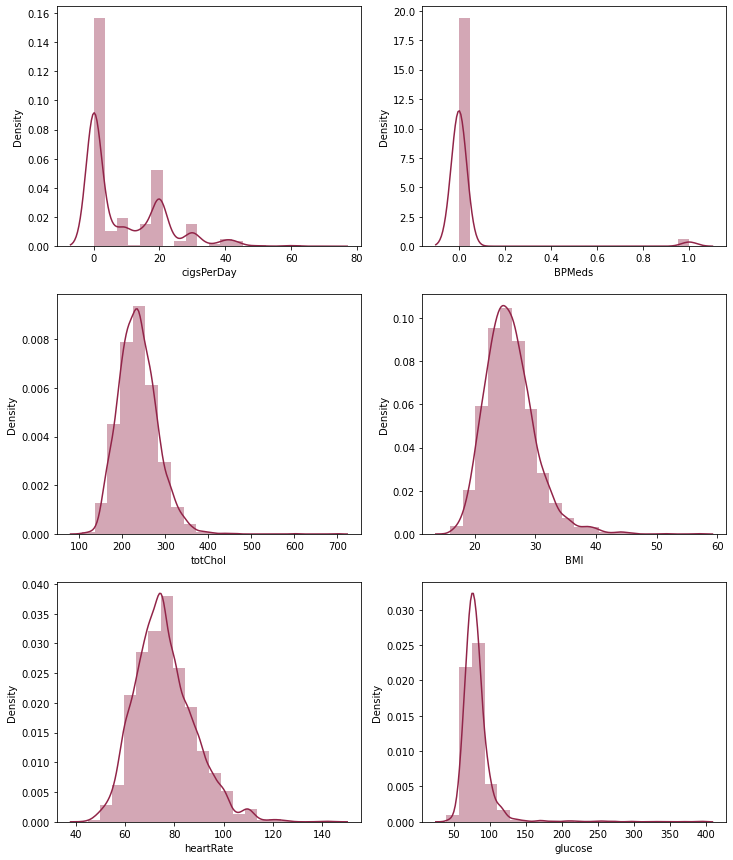 0.16
0.14
0.12
0.10
0.08
0.06
0.04
0.02
0.00
Density
0 20 40 60 80
cigsPerDay
20.0
17.5
15.0
12.5
10.0
7.5
5.0
2.5
0.0
Density
0.0 0.2 0.4 0.6 0.8 1.0
BPMeds
0.008
0.006
0.004
0.002
0.000
Density
100 200 300 400 500 600 700
totChol
0.10
0.08
0.06
0.04
0.02
0.00
Density
20 30 40 50 60
BMI
0.040
0.035
0.030
0.025
0.020
0.015
0.010
0.005
0.000
Density
40 60 80 100 120 140
heartRate
0.030
0.025
0.020
0.015
0.010
0.005
0.000
Density
50 100 150 200 250 300 350 400
glucose